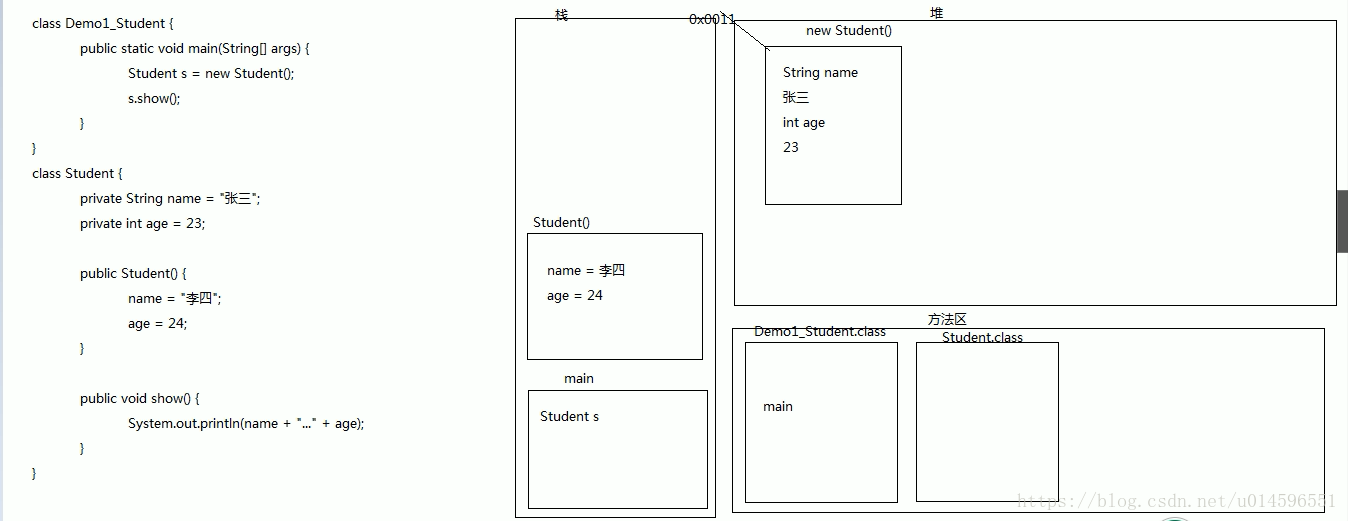 class Demo1_Student {
public static void main(String[] args) {
Student s = new Student();
s.show();
}
}
class Student {
private String name = "张三";
private int age = 23;
public Student() {
name = "李四";
age = 24;
}
public void show() {
System.out.println(name + "..." + age);
}
}
栈
Student()
name = 李四
age = 24
main
Student s
0x0011
堆
new Student()
String name
张三
int age
23
方法区
Demo1_Student.class
main
Student.class
https://blog.csdn.net/u014596551